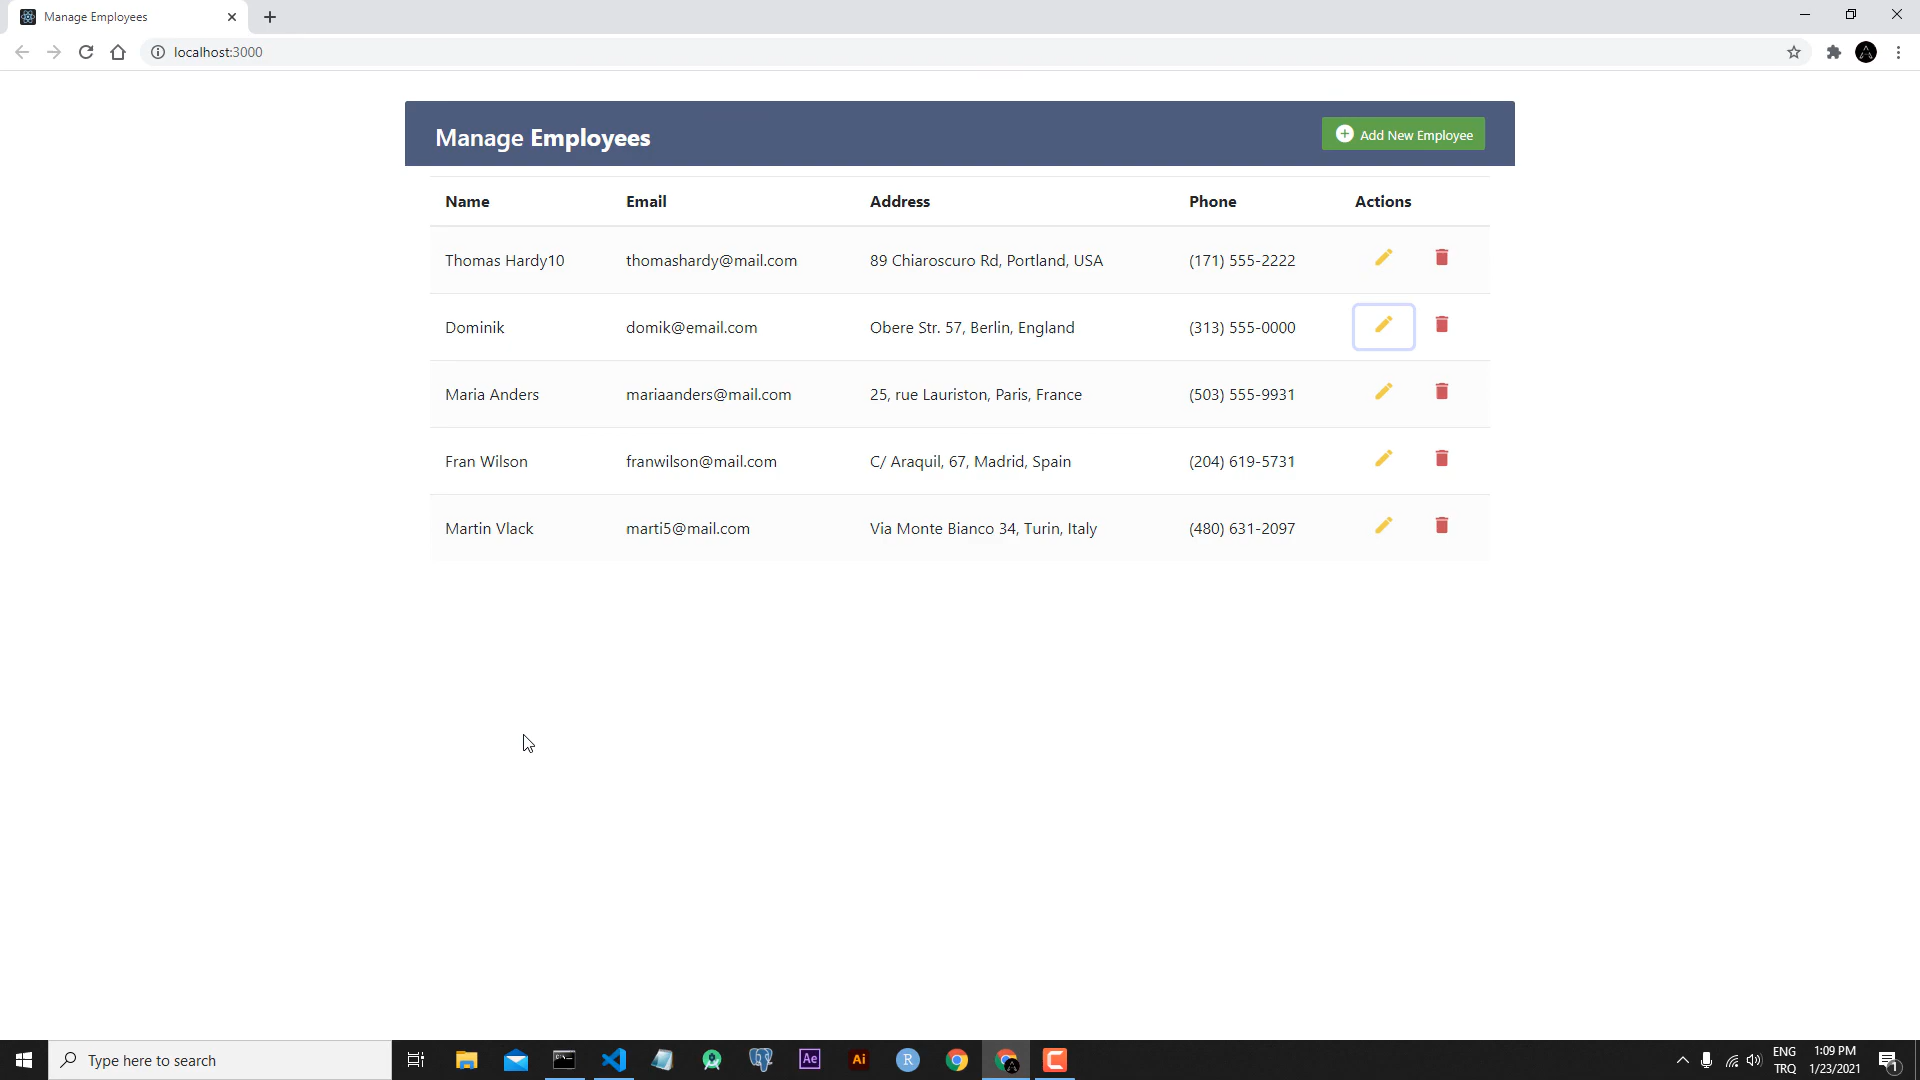 Manage Employees
localhost:3000
Manage Employees
Add New Employee
Name Email Address Phone Actions
Thomas Hardy10 thomashardy@mail.com 89 Chiaroscuro Rd, Portland, USA (171) 555-2222
Dominik domik@email.com Obere Str. 57, Berlin, England (313) 555-0000
Maria Anders mariaanders@mail.com 25, rue Lauriston, Paris, France (503) 555-9931
Fran Wilson franwilson@mail.com C/ Araquil, 67, Madrid, Spain (204) 619-5731
Martin Vlack marti5@mail.com Via Monte Bianco 34, Turin, Italy (480) 631-2097
Type here to search
Ae
Ai
R
ENG
TRQ
1:09 PM
1/23/2021
1